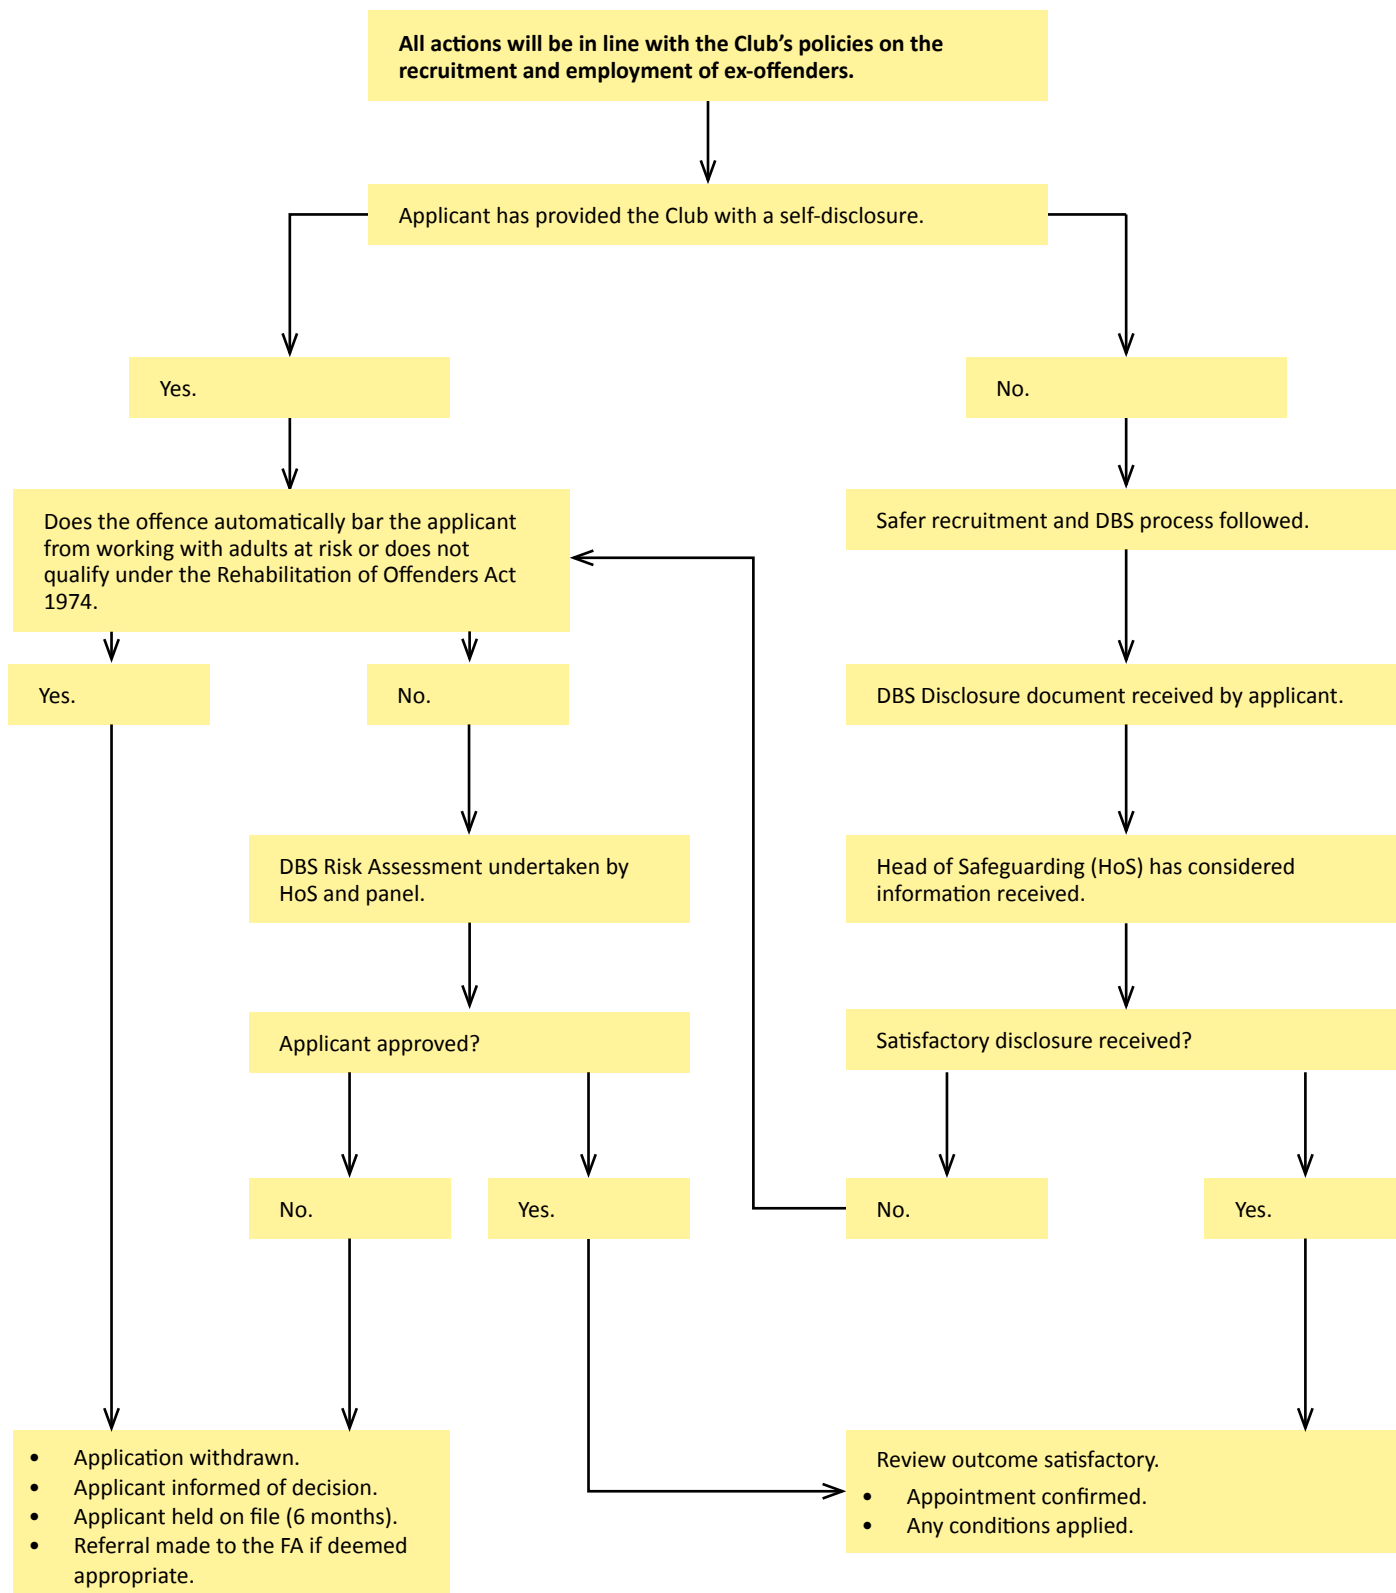 All actions will be in line with the Club's policies on the
recruitment and employment of ex-offenders.
Applicant has provided the Club with a self-disclosure.
Yes.
No.
Does the offence automatically bar the applicant
from working with adults at risk or does not
qualify under the Rehabilitation of Offenders Act
1974.
Safer recruitment and DBS process followed.
Yes.
No.
DBS Disclosure document received by applicant.
DBS Risk Assessment undertaken by
HoS and panel.
Head of Safeguarding (HoS) has considered
information received.
Applicant approved?
Satisfactory disclosure received?
No.
Yes.
No.
Yes.
• Application withdrawn.
• Applicant informed of decision.
• Applicant held on file (6 months).
• Referral made to the FA if deemed
appropriate.
Review outcome satisfactory.
• Appointment confirmed.
• Any conditions applied.